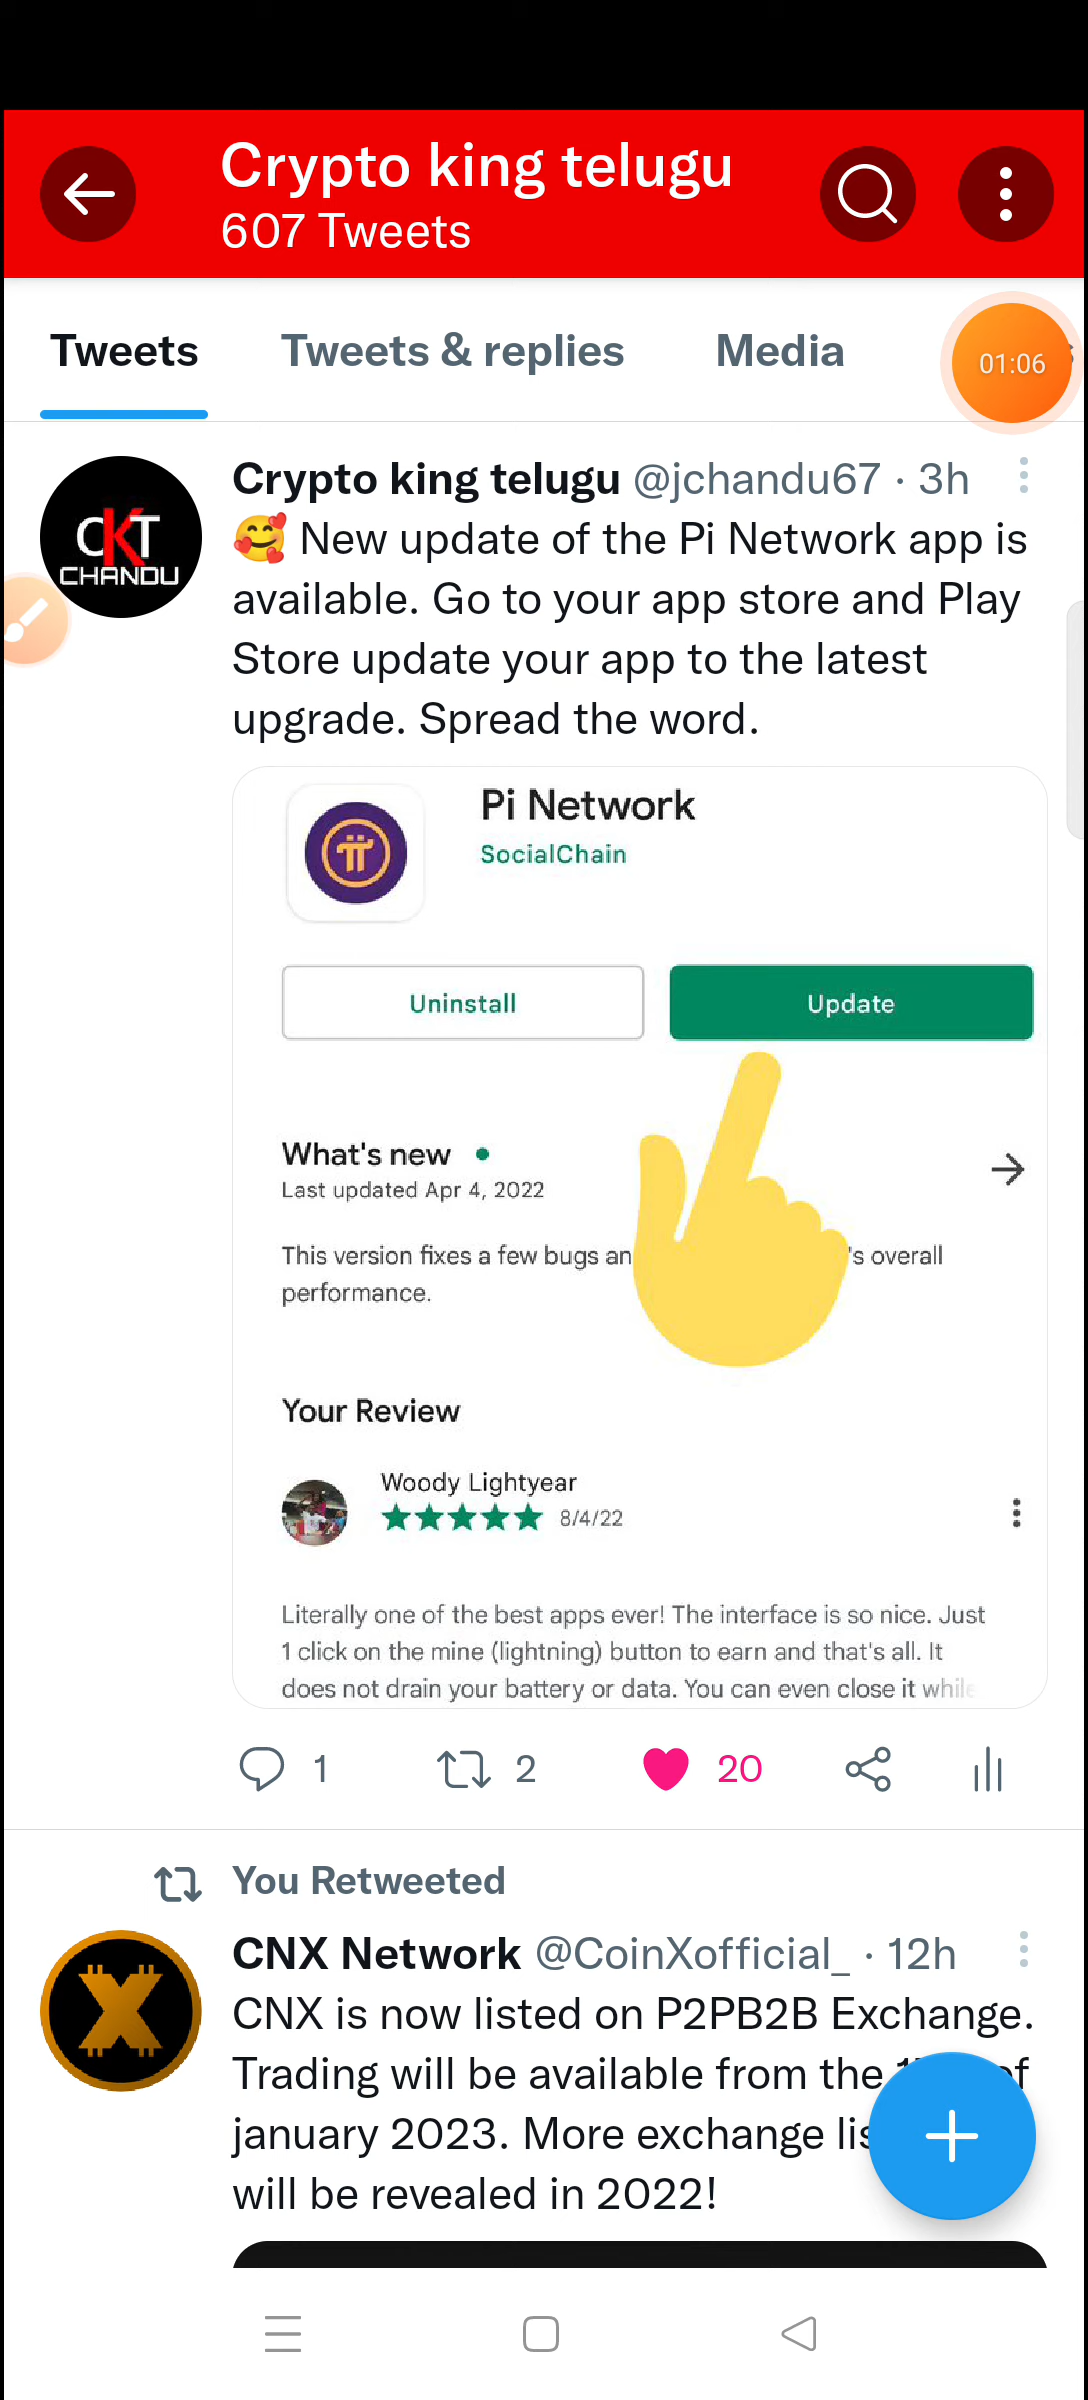 Crypto king telugu
607 Tweets
Tweets Tweets & replies Media
01:06
CKT
CHANDU
Crypto king telugu @jchandu67 · 3h
🥰 New update of the Pi Network app is
available. Go to your app store and Play
Store update your app to the latest
upgrade. Spread the word.
Pi Network
SocialChain
Uninstall Update
What's new
Last updated Apr 4, 2022
This version fixes a few bugs 's overall
performance.
Your Review
Woody Lightyear
8/4/22
Literally one of the best apps ever! The interface is so nice. Just
1 click on the mine (lightning) button to earn and that's all. It
does not drain your battery or data. You can even close it while
1 2 20
You Retweeted
CNX Network @CoinXofficial_ · 12h
CNX is now listed on P2PB2B Exchange.
Trading will be available from the
january 2023. More exchange
will be revealed in 2022!